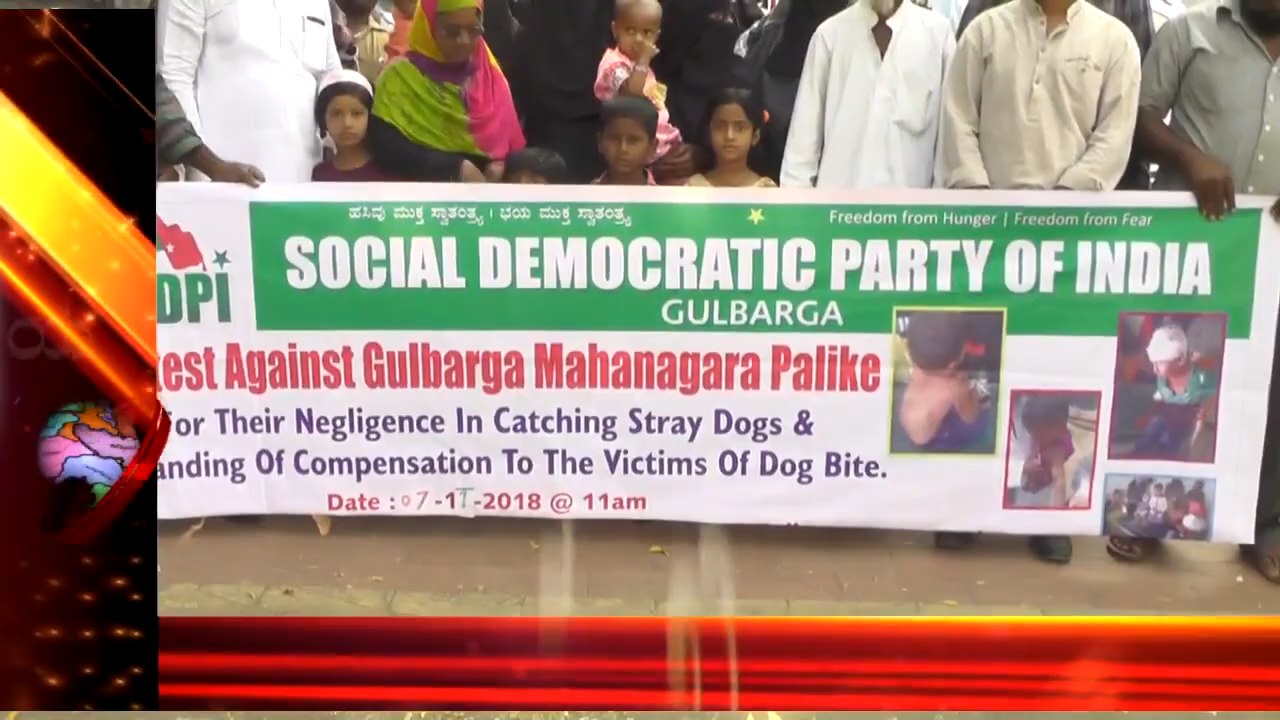 ಹಸಿವು ಮುಕ್ತ ಸ್ವಾತಂತ್ರ್ಯ | ಭಯ ಮುಕ್ತ ಸ್ವಾತಂತ್ರ್ಯ
Freedom from Hunger | Freedom from Fear
SOCIAL DEMOCRATIC PARTY OF INDIA
DPI
GULBARGA
est Against Gulbarga Mahanagara Palike
For Their Negligence In Catching Stray Dogs &
anding Of Compensation To The Victims Of Dog Bite.
Date : 07-11-2018 @ 11am